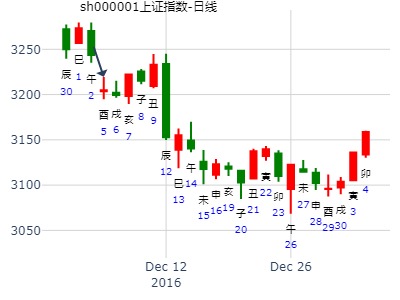 sh000001上证指数-日线
3250
3200
3150
3100
3050
辰
30
巳
1
午
2
酉
5
戌
6
亥
7
子
8
丑
9
辰
12
巳
13
午
14
未
15
申
16
亥
19
子
20
丑
21
寅
22
卯
23
午
26
未
27
申
28
酉
29
戌
30
寅
3
卯
4
Dec 12
2016
Dec 26